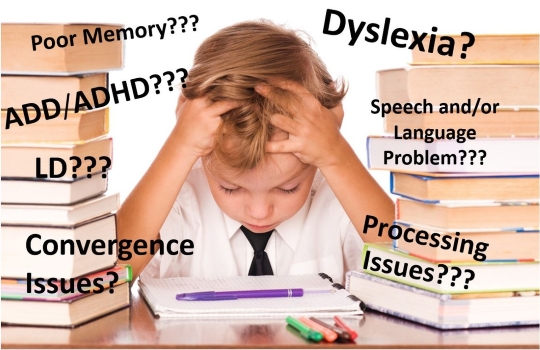 Poor Memory???
ADD/ADHD???
LD???
Convergence
Issues?
Dyslexia?
Speech and/or
Language
Problem???
Processing
Issues???